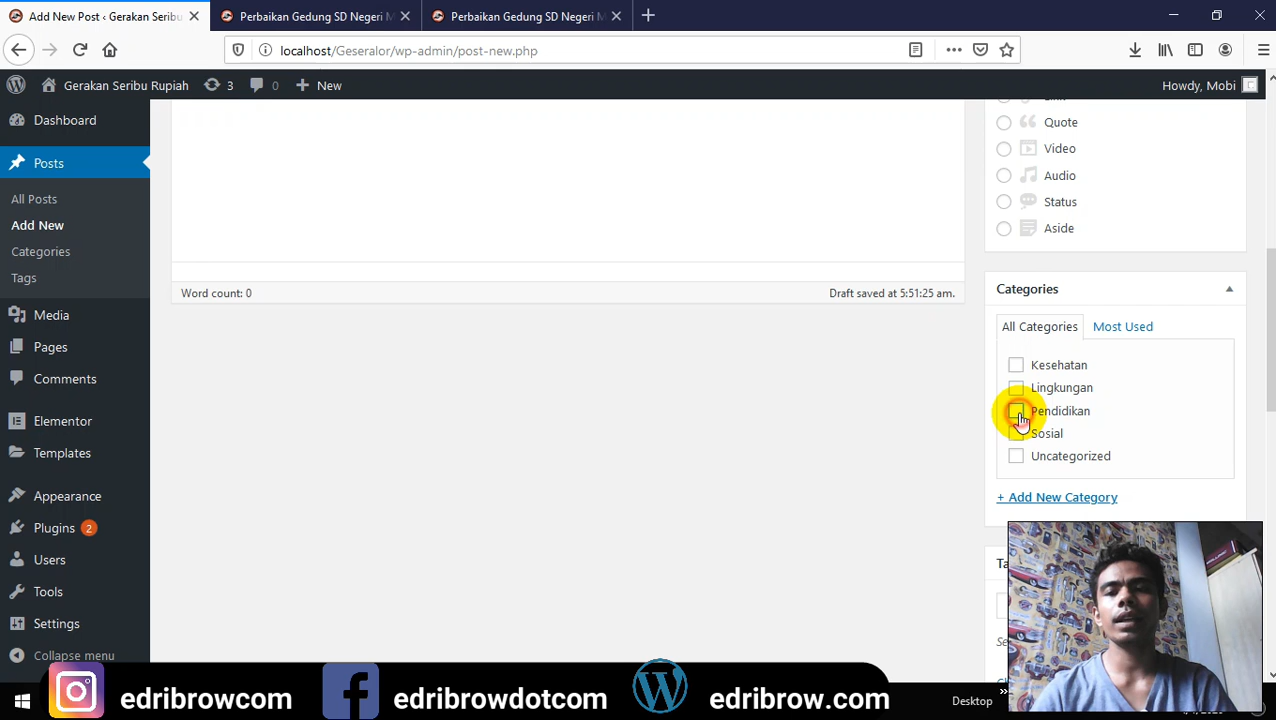 Add New Post ‹ Gerakan Seribu
Perbaikan Gedung SD Negeri
Perbaikan Gedung SD Negeri
localhost/Geseralor/wp-admin/post-new.php
Gerakan Seribu Rupiah
3
0
New
Howdy, Mobi
Dashboard
Posts
All Posts
Add New
Categories
Tags
Media
Pages
Comments
Elementor
Templates
Appearance
Plugins 2
Users
Tools
Settings
Collapse menu
Word count: 0
Draft saved at 5:51:25 am.
Quote
Video
Audio
Status
Aside
Categories
All Categories
Most Used
Kesehatan
Lingkungan
Pendidikan
Sosial
Uncategorized
+ Add New Category
edribrowcom
edribrowdotcom
edribrow.com
Desktop